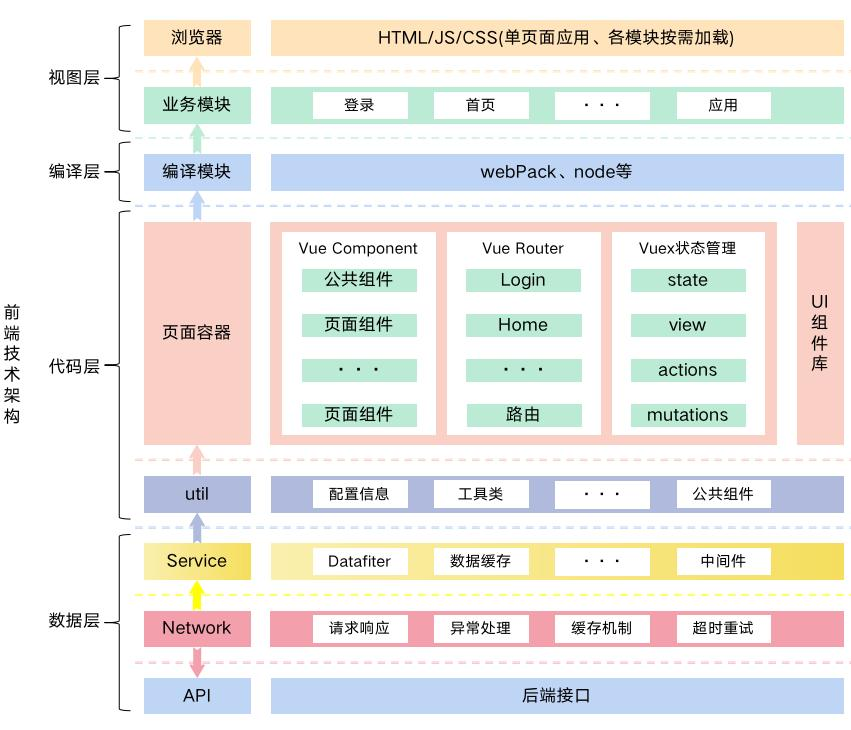 前端技术架构
视图层
浏览器
HTML/JS/CSS(单页面应用、各模块按需加载)
业务模块
登录
首页
· · ·
应用
编译层
编译模块
webPack、node等
代码层
页面容器
Vue Component
公共组件
页面组件
· · ·
页面组件
Vue Router
Login
Home
· · ·
路由
Vuex状态管理
state
view
actions
mutations
UI组件库
util
配置信息
工具类
· · ·
公共组件
数据层
Service
Datafiter
数据缓存
· · ·
中间件
Network
请求响应
异常处理
缓存机制
超时重试
API
后端接口